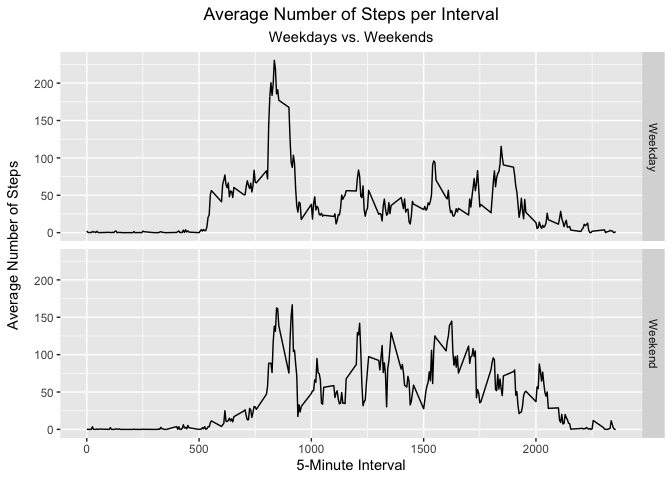 Average Number of Steps per Interval
Weekdays vs. Weekends
Average Number of Steps
200
150
100
50
0
Weekday
200
150
100
50
0
Weekend
0 500 1000 1500 2000
5-Minute Interval